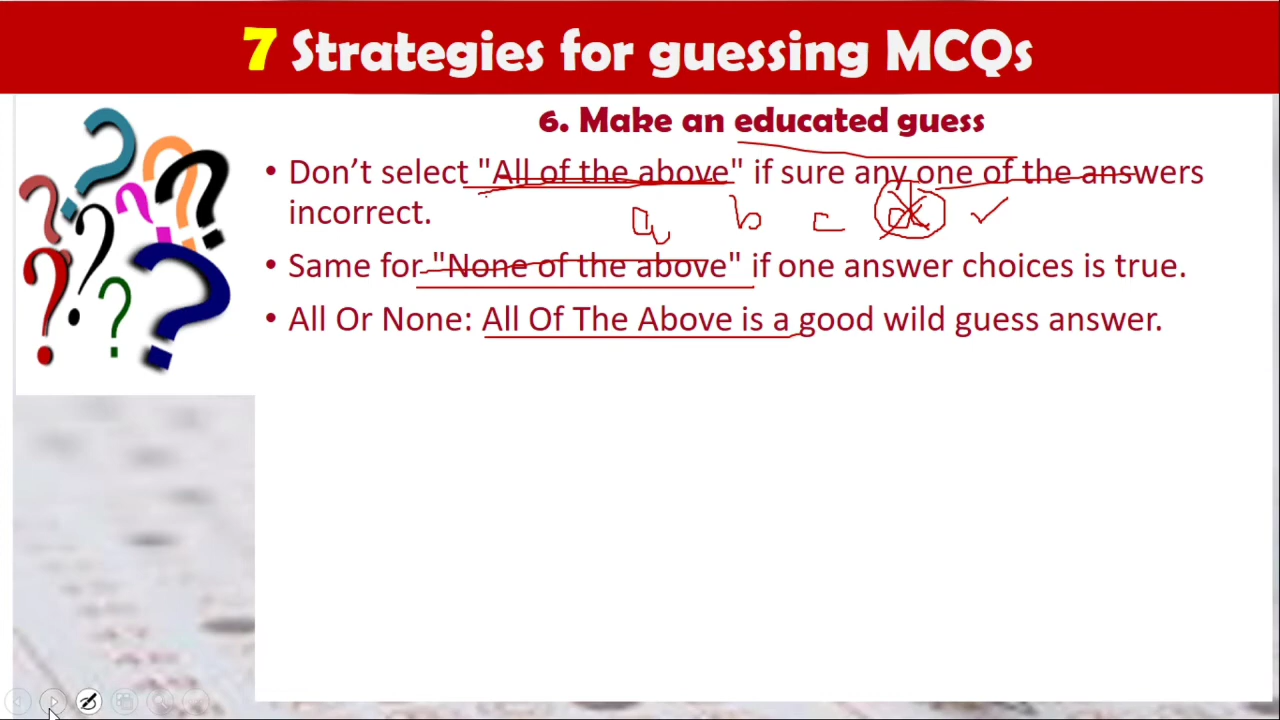 7 Strategies for guessing MCQs
6. Make an educated guess
• Don’t select "All of the above" if sure any one of the answers
incorrect.
a b c d
• Same for "None of the above" if one answer choices is true.
• All Or None: All Of The Above is a good wild guess answer.